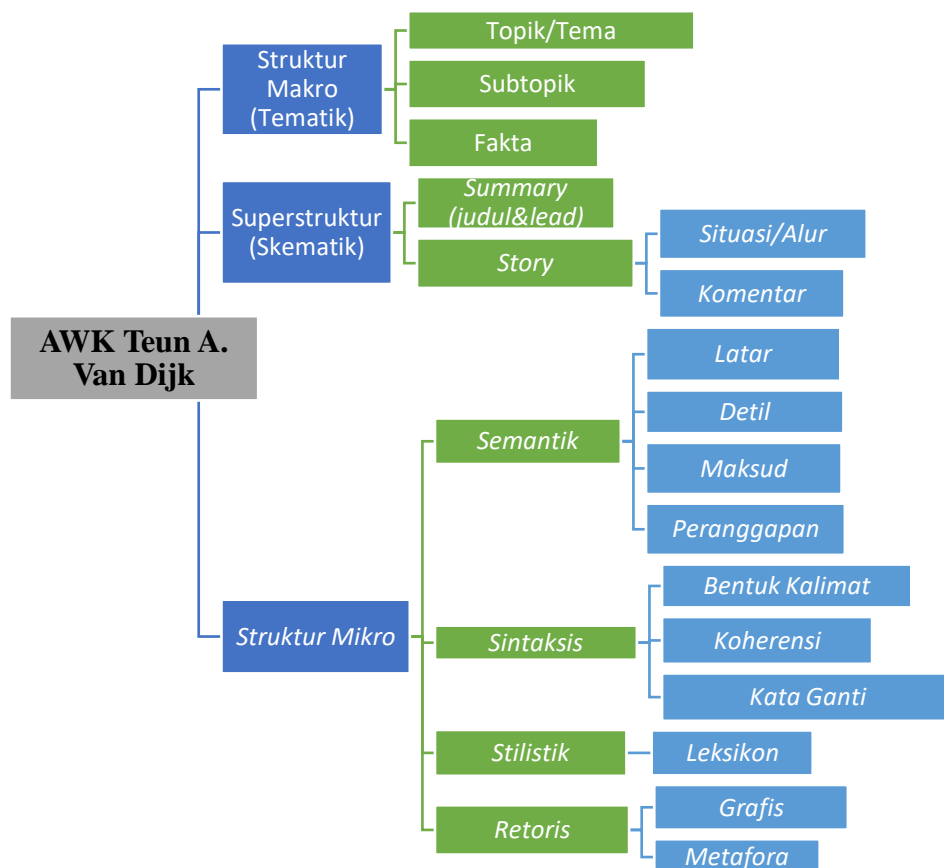 AWK Teun A.
Van Dijk
Struktur
Makro
(Tematik)
Topik/Tema
Subtopik
Fakta
Superstruktur
(Skematik)
Summary
(judul&lead)
Story
Situasi/Alur
Komentar
Struktur Mikro
Semantik
Latar
Detil
Maksud
Peranggapan
Sintaksis
Bentuk Kalimat
Koherensi
Kata Ganti
Stilistik
Leksikon
Retoris
Grafis
Metafora